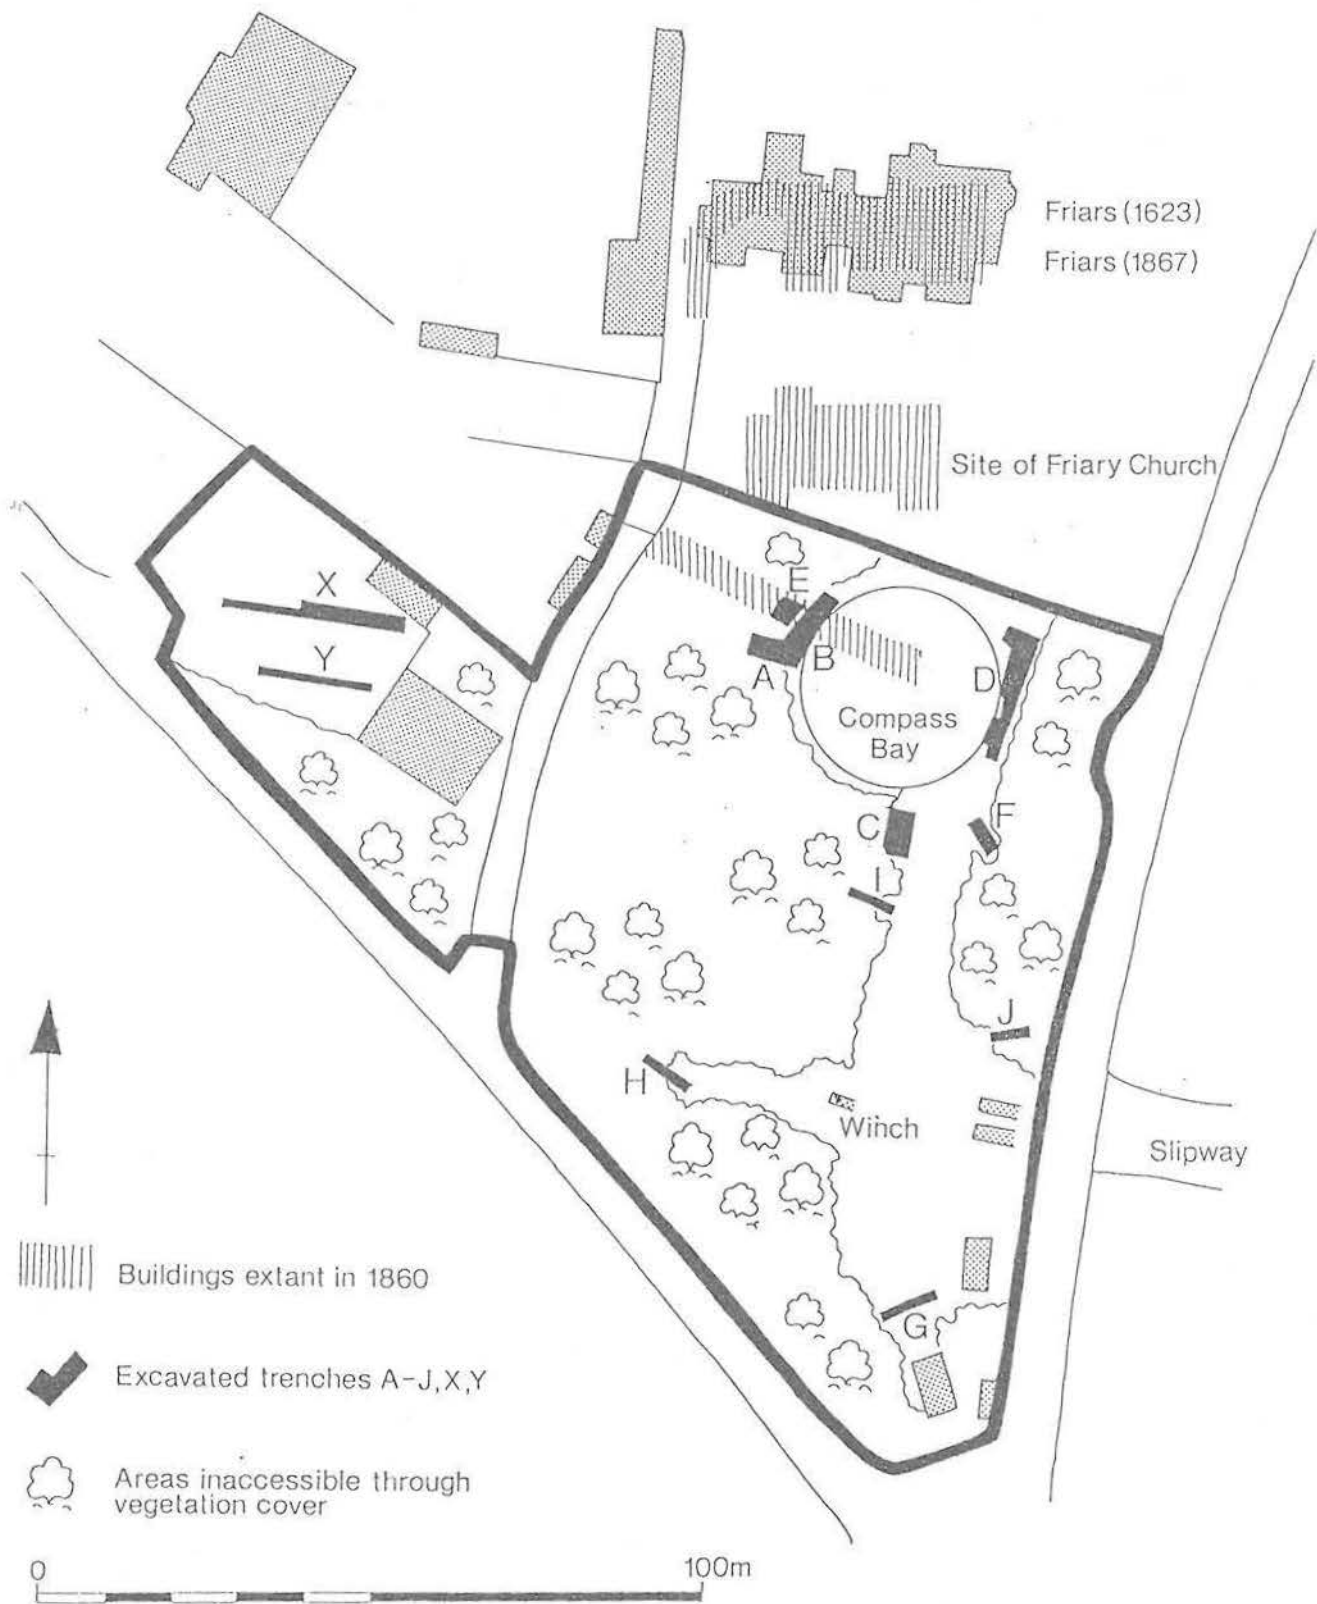 Friars (1623)
Friars (1867)
Site of Friary Church
X
E
Y
A
B
D
Compass
Bay
C
F
I
J
H
Winch
Slipway
G
Buildings extant in 1860
Excavated trenches A-J, X, Y
Areas inaccessible through
vegetation cover
0
100m